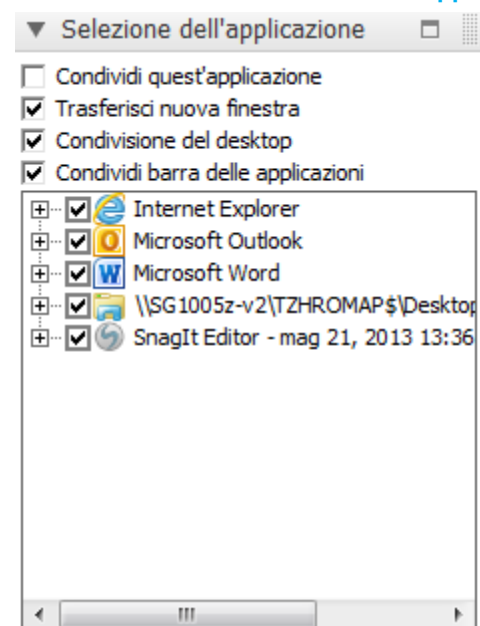 Selezione dell'applicazione
Condividi quest'applicazione
Trasferisci nuova finestra
Condivisione del desktop
Condividi barra delle applicazioni
Internet Explorer
Microsoft Outlook
Microsoft Word
\\SG1005z-v2\TZHROMAP$\Desktop
SnagIt Editor - mag 21, 2013 13:36